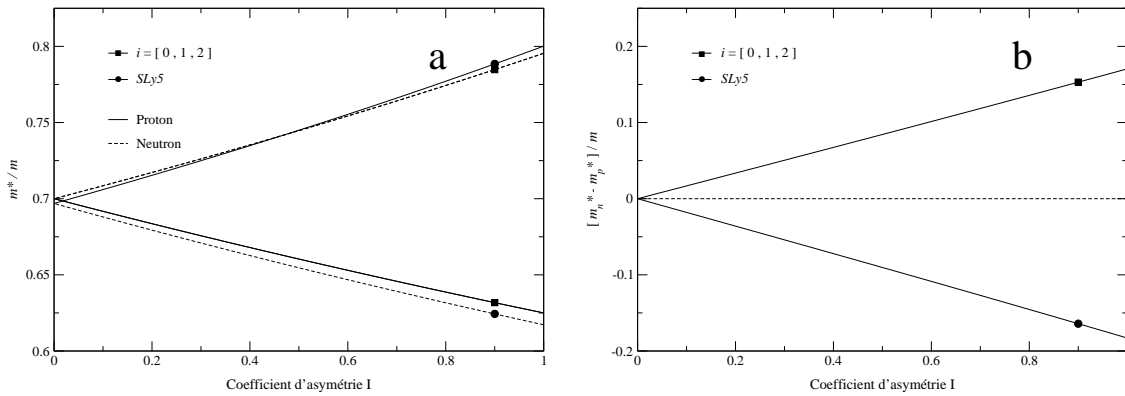 0.8
0.75
0.7
0.65
0.6
m* / m
i = [ 0 , 1 , 2 ]
SLy5
Proton
Neutron
a
0 0.2 0.4 0.6 0.8 1
Coefficient d'asymétrie I
0.2
0.1
0
-0.1
-0.2
[ m_n* - m_p* ] / m
i = [ 0 , 1 , 2 ]
SLy5
b
0 0.2 0.4 0.6 0.8
Coefficient d'asymétrie I